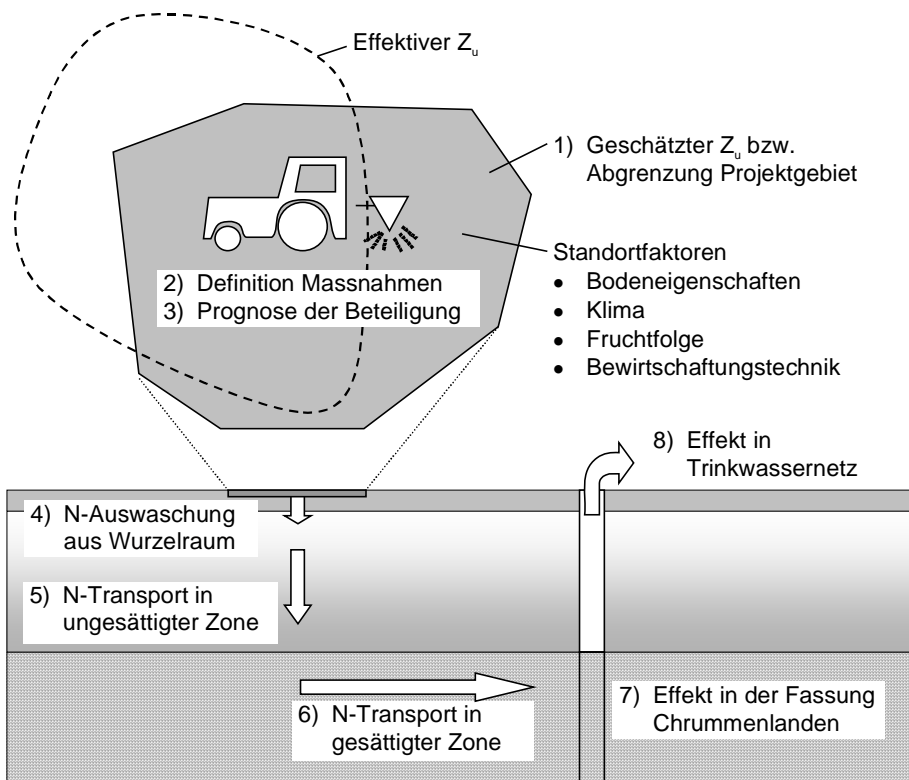 Effektiver Zu
1) Geschätzter Zu bzw.
Abgrenzung Projektgebiet
Standortfaktoren
• Bodeneigenschaften
• Klima
• Fruchtfolge
• Bewirtschaftungstechnik
2) Definition Massnahmen
3) Prognose der Beteiligung
8) Effekt in
Trinkwassernetz
4) N-Auswaschung
aus Wurzelraum
5) N-Transport in
ungesättigter Zone
6) N-Transport in
gesättigter Zone
7) Effekt in der Fassung
Chrummenlanden